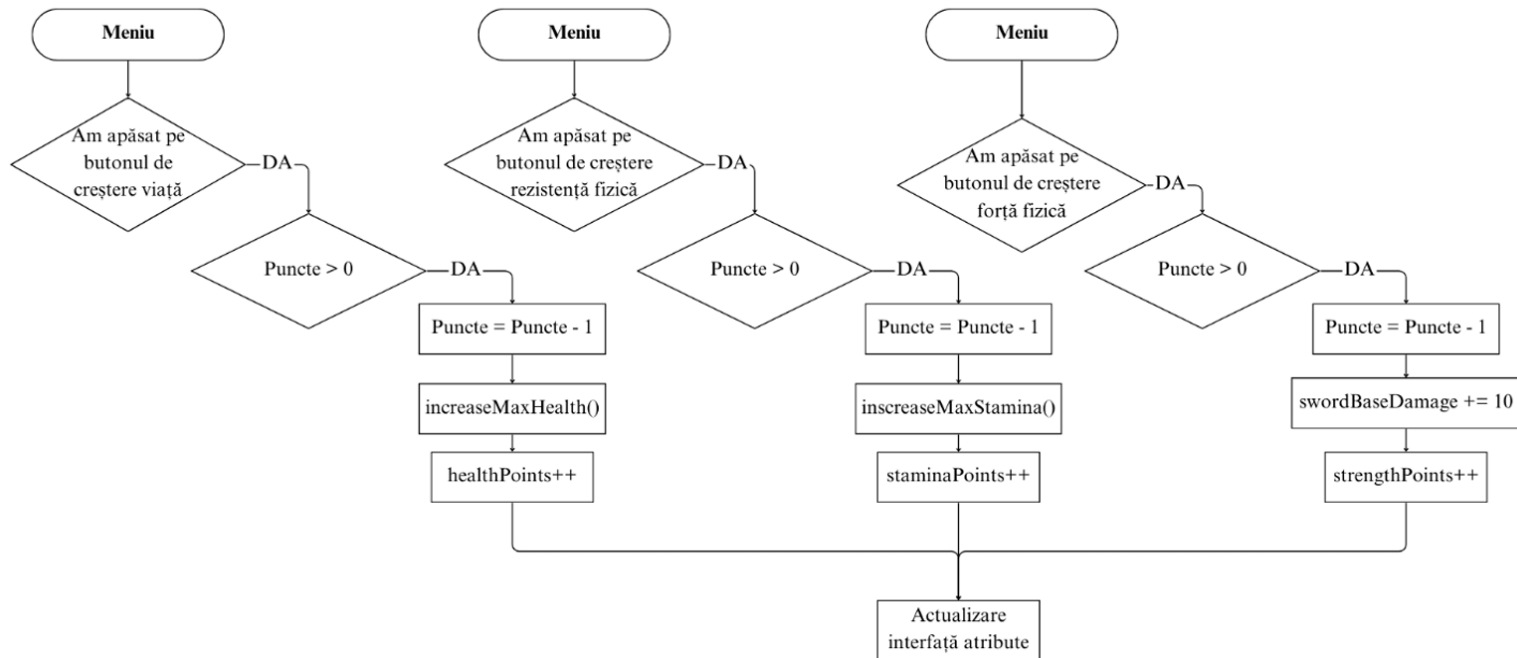 Meniu
Am apăsat pe
butonul de
creștere viață
DA
Puncte > 0
DA
Puncte = Puncte - 1
increaseMaxHealth()
healthPoints++
Meniu
Am apăsat pe
butonul de creștere
rezistență fizică
DA
Puncte > 0
DA
Puncte = Puncte - 1
inscreaseMaxStamina()
staminaPoints++
Meniu
Am apăsat pe
butonul de creștere
forță fizică
DA
Puncte > 0
DA
Puncte = Puncte - 1
swordBaseDamage += 10
strengthPoints++
Actualizare
interfață atribute